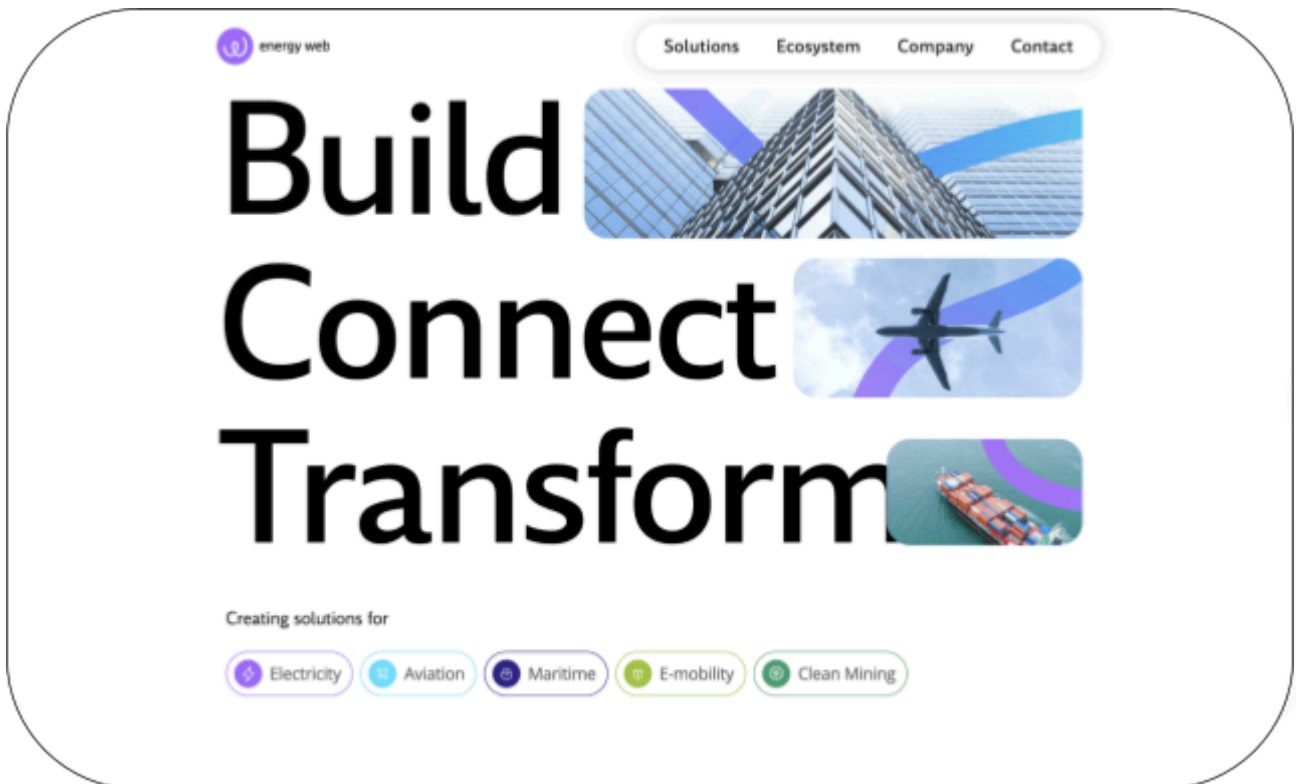 energy web
Solutions Ecosystem Company Contact
Build
Connect
Transform
Creating solutions for
Electricity Aviation Maritime E-mobility Clean Mining